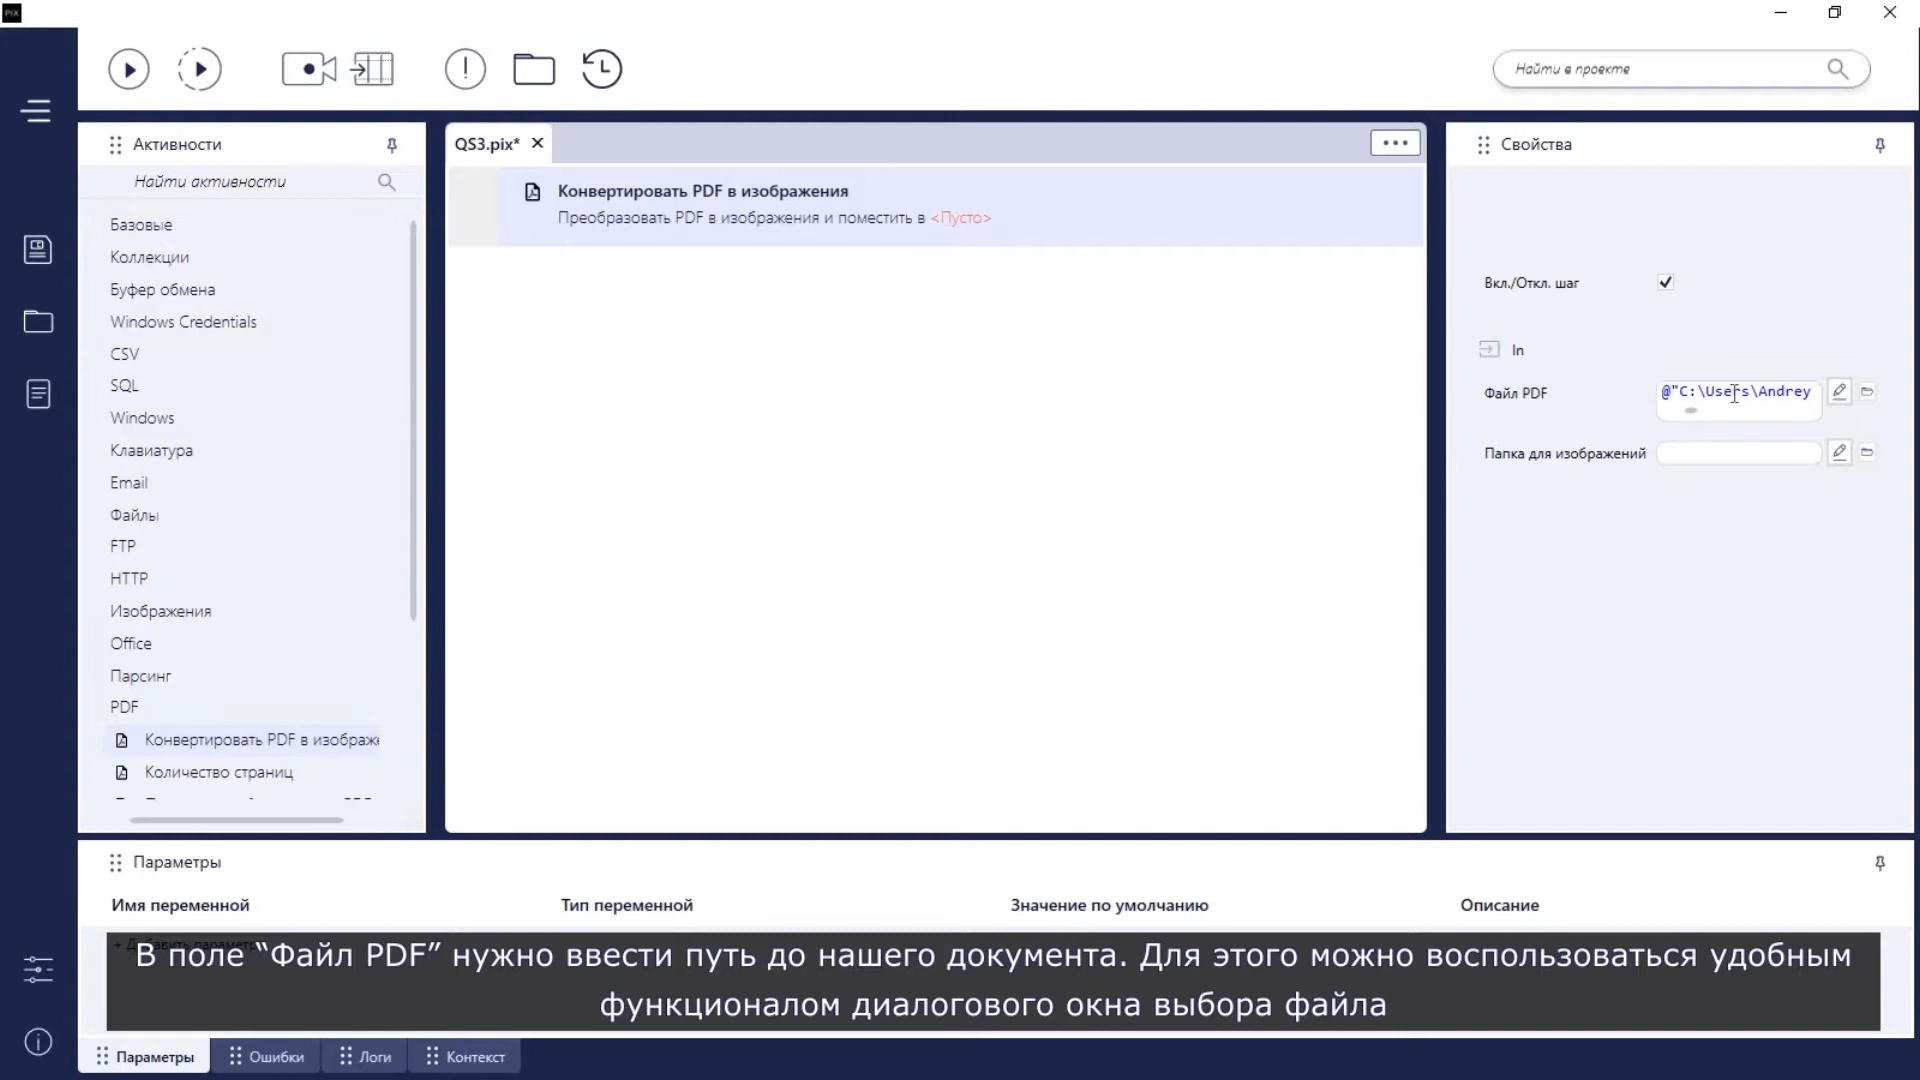 PIX
Найти в проекте
Активности
Найти активности
Базовые
Коллекции
Буфер обмена
Windows Credentials
CSV
SQL
Windows
Клавиатура
Email
Файлы
FTP
HTTP
Изображения
Office
Парсинг
PDF
Конвертировать PDF в изображе
Количество страниц
QS3.pix*
Конвертировать PDF в изображения
Преобразовать PDF в изображения и поместить в <Пусто>
Свойства
Вкл./Откл. шаг
In
Файл PDF
@"C:\Users\Andrey
Папка для изображений
Параметры
Имя переменной
Тип переменной
Значение по умолчанию
Описание
+ Добавить параметр
В поле “Файл PDF” нужно ввести путь до нашего документа. Для этого можно воспользоваться удобным
функционалом диалогового окна выбора файла
Параметры
Ошибки
Логи
Контекст